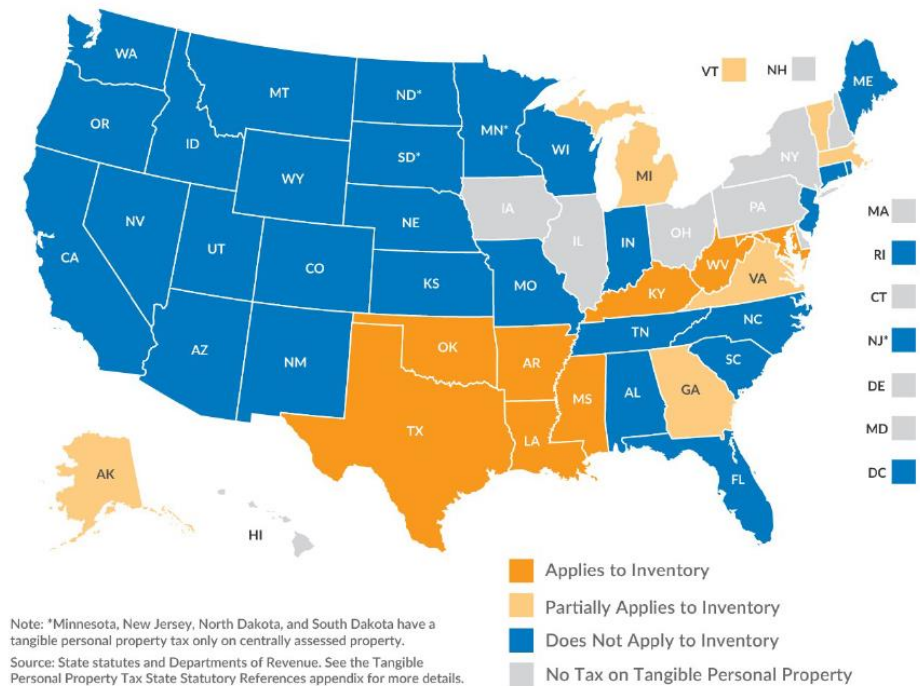 WA
MT
ND*
MN*
VT
NH
ME
OR
ID
SD*
WI
WY
MI
NY
NV
NE
IA
PA
MA
UT
IL
IN
OH
CA
CO
WV
RI
KS
MO
KY
VA
CT
AZ
OK
TN
NC
NJ*
NM
AR
SC
DE
TX
MS
AL
GA
MD
LA
AK
FL
DC
HI
Applies to Inventory
Partially Applies to Inventory
Does Not Apply to Inventory
No Tax on Tangible Personal Property
Note: *Minnesota, New Jersey, North Dakota, and South Dakota have a
tangible personal property tax only on centrally assessed property.
Source: State statutes and Departments of Revenue. See the Tangible
Personal Property Tax State Statutory References appendix for more details.